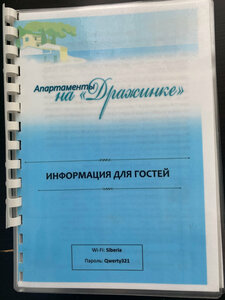 Апартаменты
на «Дражинке»
ИНФОРМАЦИЯ ДЛЯ ГОСТЕЙ
Wi-Fi: Siberia
Пароль: Qwerty321